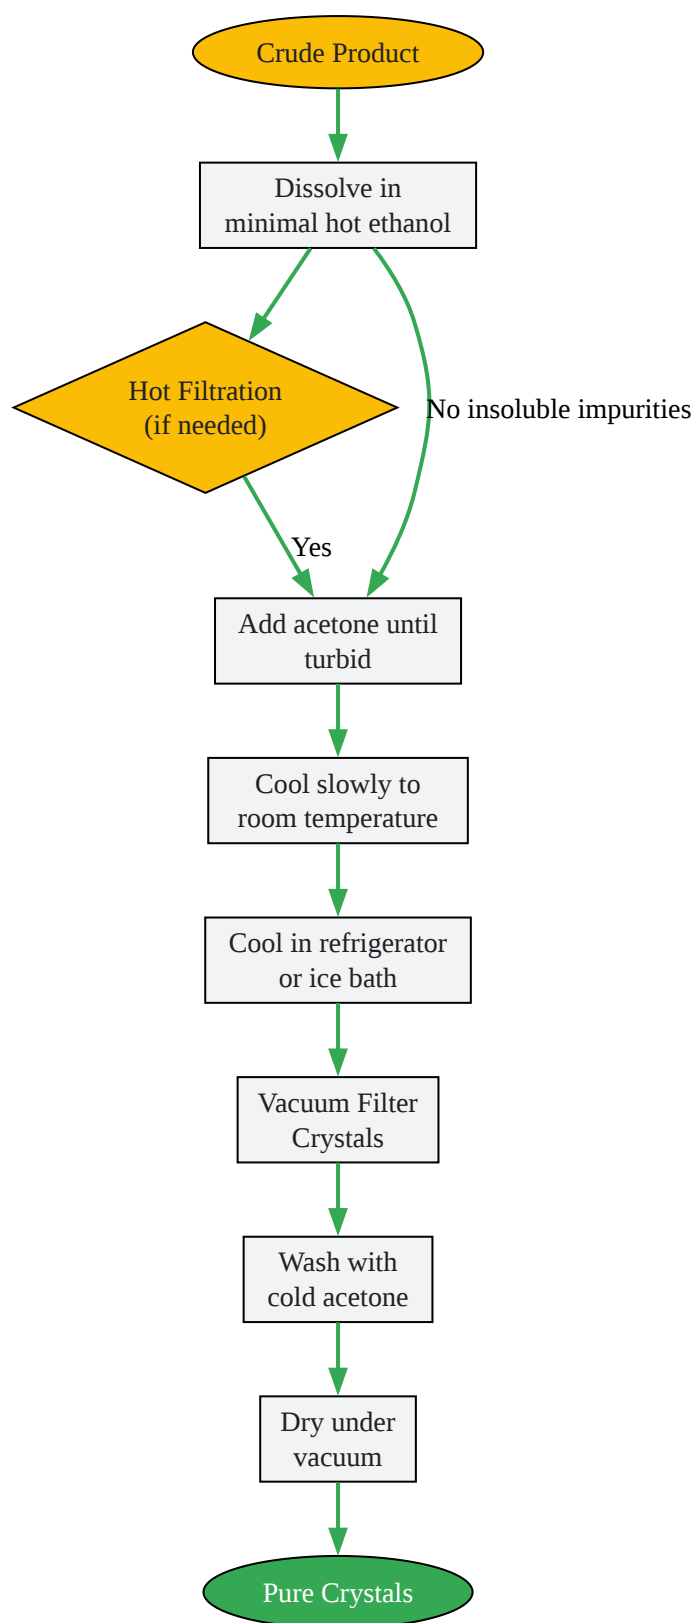 Crude Product
Dissolve in
minimal hot ethanol
Hot Filtration
(if needed)
No insoluble impurities
Yes
Add acetone until
turbid
Cool slowly to
room temperature
Cool in refrigerator
or ice bath
Vacuum Filter
Crystals
Wash with
cold acetone
Dry under
vacuum
Pure Crystals